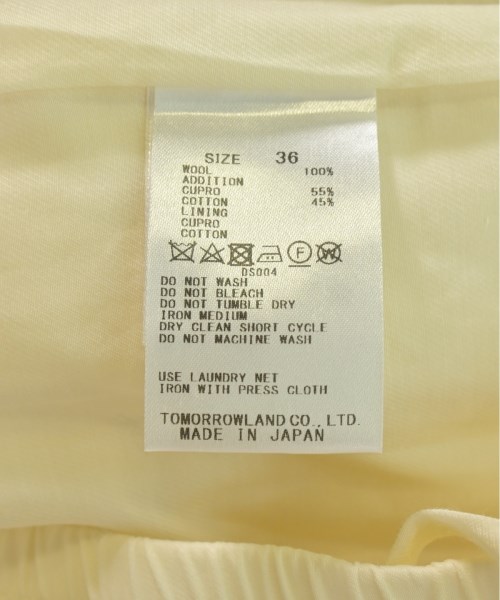 SIZE 36
WOOL 100%
ADDITION
CUPRO 55%
COTTON 45%
LINING
CUPRO
COTTON
F
W
DS004
DO NOT WASH
DO NOT BLEACH
DO NOT TUMBLE DRY
IRON MEDIUM
DRY CLEAN SHORT CYCLE
DO NOT MACHINE WASH
USE LAUNDRY NET
IRON WITH PRESS CLOTH
TOMORROWLAND CO., LTD.
MADE IN JAPAN